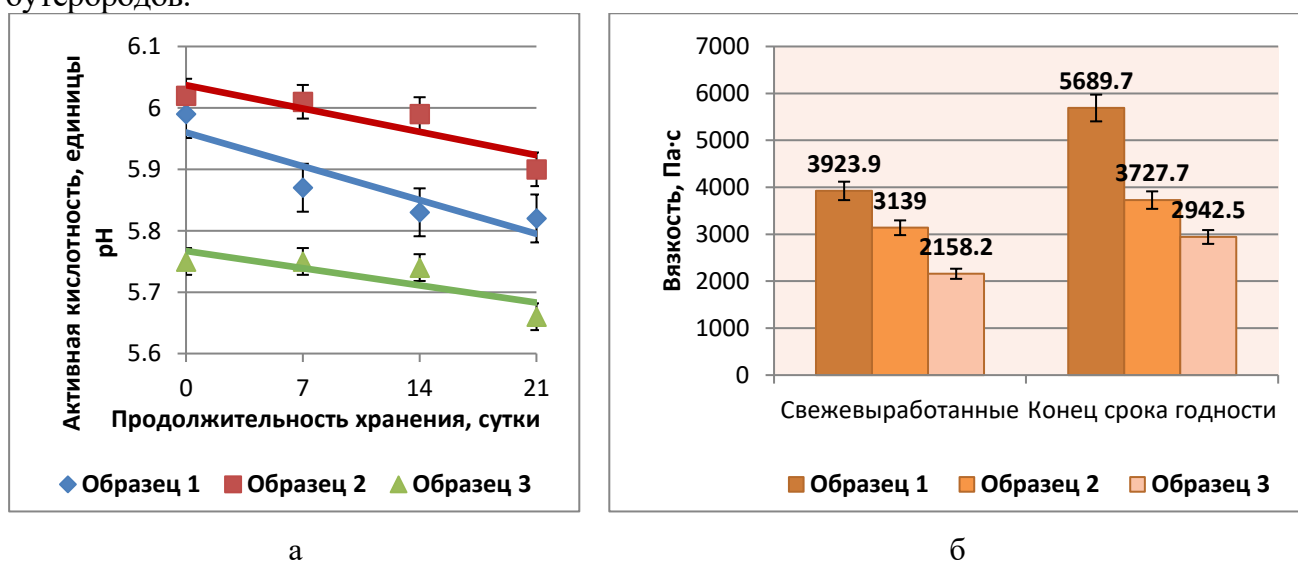 бутербродов.
6.1
6
5.9
5.8
5.7
5.6
0 7 14 21
Активная кислотность, единицы
pH
Продолжительность хранения, сутки
Образец 1 Образец 2 Образец 3
7000
6000
5000
4000
3000
2000
1000
0
Вязкость, Па·с
3923.9
3139
2158.2
5689.7
3727.7
2942.5
Свежевыработанные Конец срока годности
Образец 1 Образец 2 Образец 3
а б